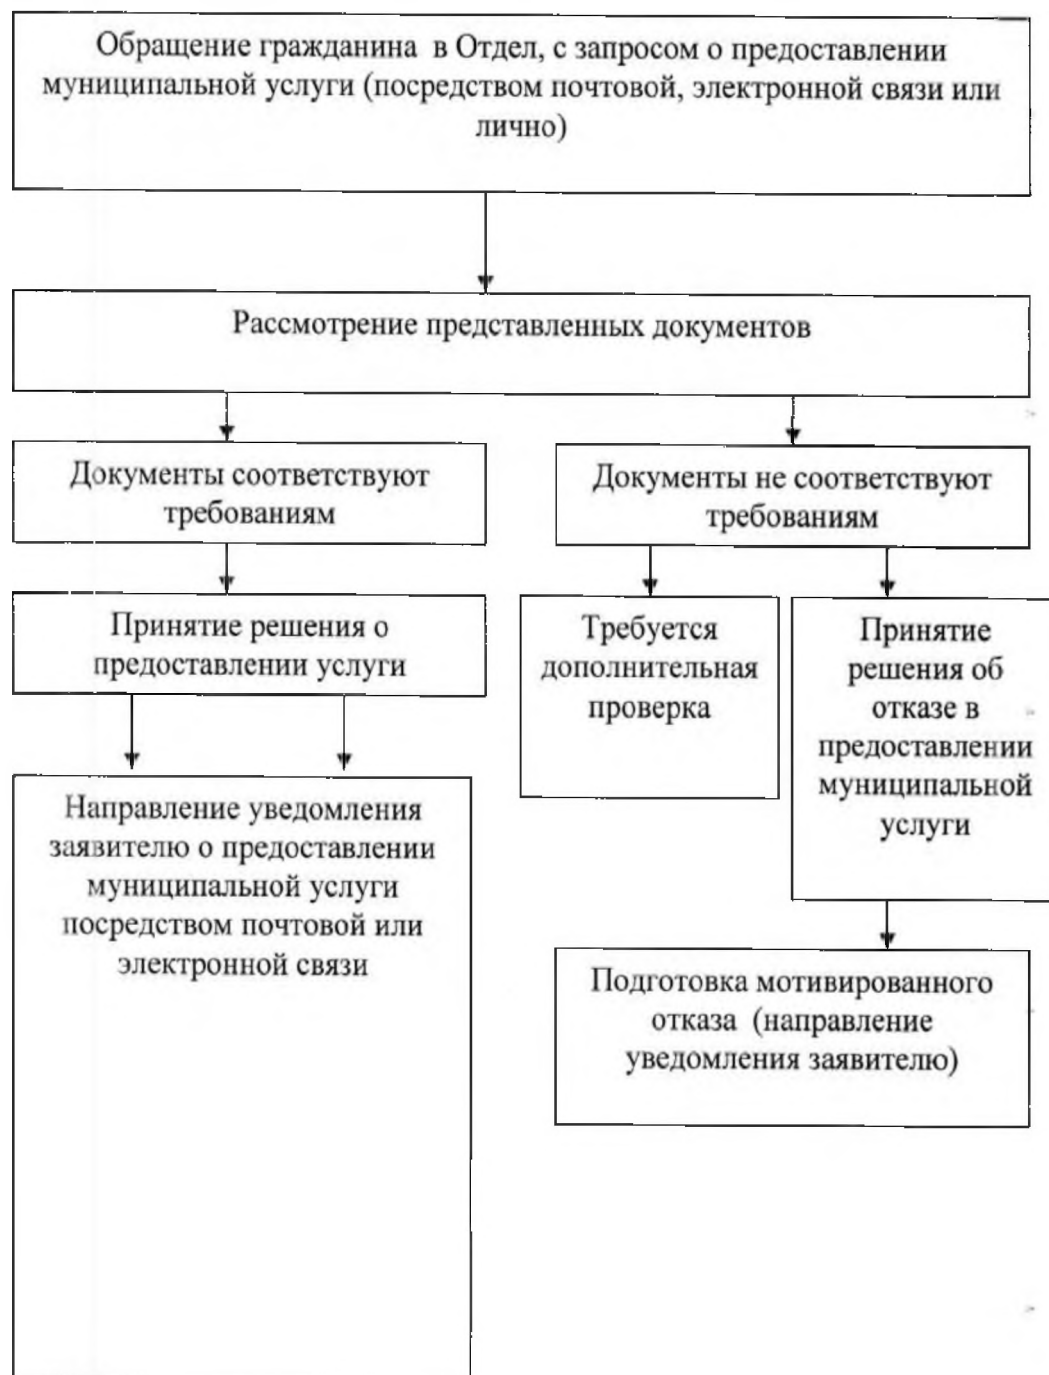 Обращение гражданина в Отдел, с запросом о предоставлении
муниципальной услуги (посредством почтовой, электронной связи или
лично)
Рассмотрение представленных документов
Документы соответствуют
требованиям
Документы не соответствуют
требованиям
Принятие решения о
предоставлении услуги
Требуется
дополнительная
проверка
Принятие
решения об
отказе в
предоставлении
муниципальной
услуги
Направление уведомления
заявителю о предоставлении
муниципальной услуги
посредством почтовой или
электронной связи
Подготовка мотивированного
отказа (направление
уведомления заявителю)